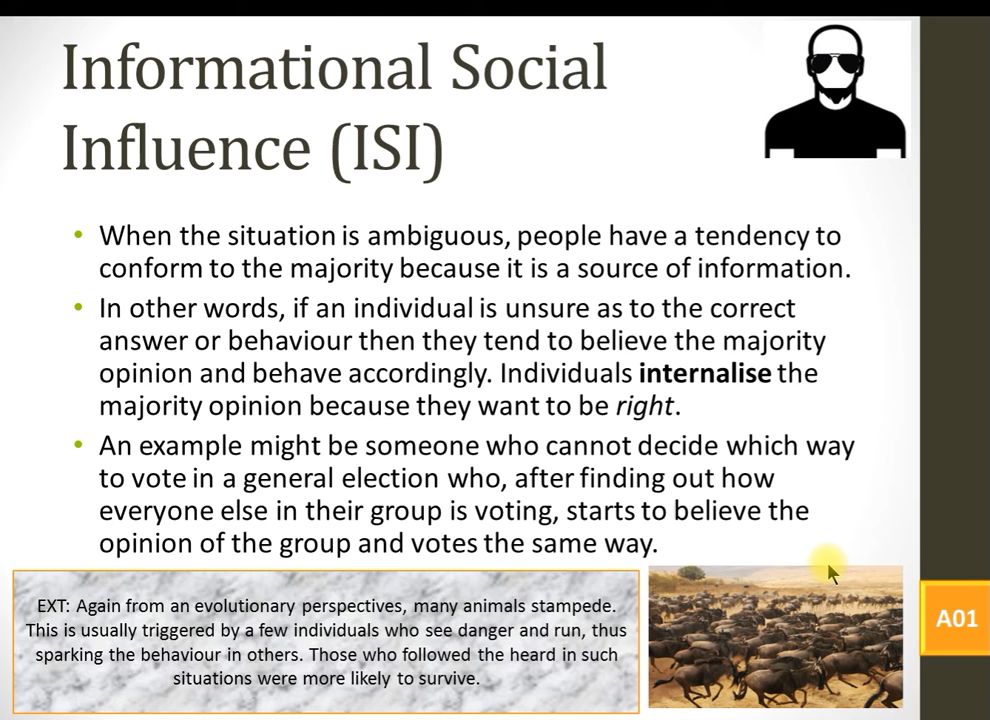 Informational Social
Influence (ISI)
• When the situation is ambiguous, people have a tendency to
conform to the majority because it is a source of information.
• In other words, if an individual is unsure as to the correct
answer or behaviour then they tend to believe the majority
opinion and behave accordingly. Individuals internalise the
majority opinion because they want to be right.
• An example might be someone who cannot decide which way
to vote in a general election who, after finding out how
everyone else in their group is voting, starts to believe the
opinion of the group and votes the same way.
EXT: Again from an evolutionary perspectives, many animals stampede.
This is usually triggered by a few individuals who see danger and run, thus
sparking the behaviour in others. Those who followed the heard in such
situations were more likely to survive.
A01